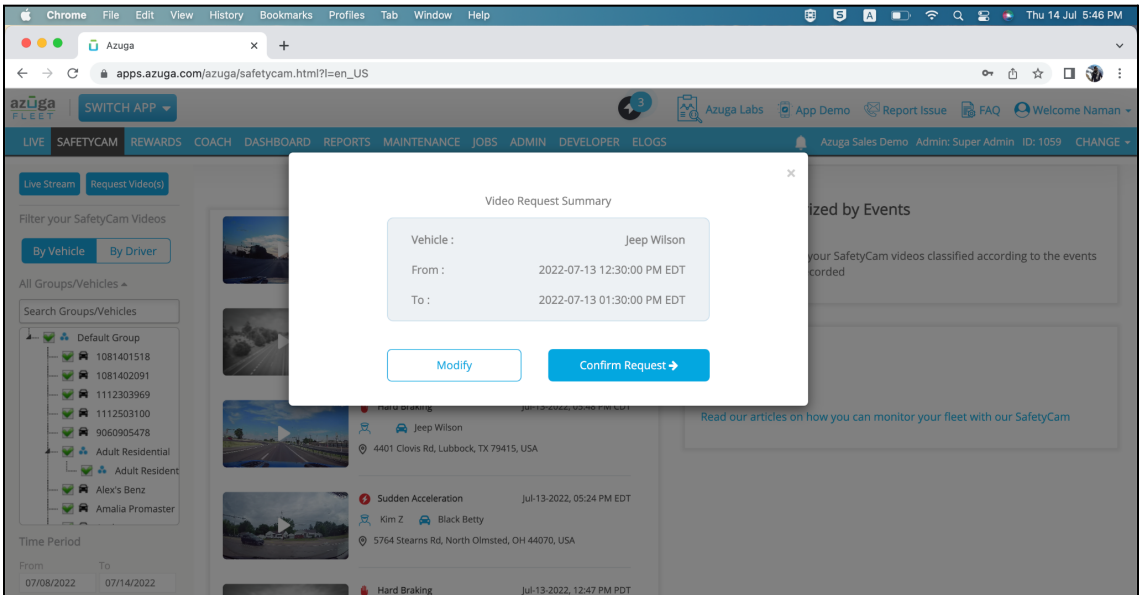 Chrome File Edit View History Bookmarks Profiles Tab Window Help Thu 14 Jul 5:46 PM
Azuga
apps.azuga.com/azuga/safetycam.html?l=en_US
azuga FLEET SWITCH APP 3 Azuga Labs App Demo Report Issue FAQ Welcome Naman
LIVE SAFETYCAM REWARDS COACH DASHBOARD REPORTS MAINTENANCE JOBS ADMIN DEVELOPER ELOGS Azuga Sales Demo Admin: Super Admin ID: 1059 CHANGE
Live Stream Request Video(s)
Filter your SafetyCam Videos
By Vehicle By Driver
All Groups/Vehicles
Search Groups/Vehicles
Default Group
1081401518
1081402091
1112303969
1112503100
9060905478
Adult Residential
Adult Resident
Alex's Benz
Amalia Promaster
Time Period
From To
07/08/2022 07/14/2022
Video Request Summary
Vehicle : Jeep Wilson
From : 2022-07-13 12:30:00 PM EDT
To : 2022-07-13 01:30:00 PM EDT
Modify Confirm Request
Hard Braking Jul-13-2022, 05:48 PM CDT
Jeep Wilson
4401 Clovis Rd, Lubbock, TX 79415, USA
Sudden Acceleration Jul-13-2022, 05:24 PM EDT
Kim Z Black Betty
5764 Stearns Rd, North Olmsted, OH 44070, USA
Hard Braking Jul-13-2022, 12:47 PM PDT
ized by Events
your SafetyCam videos classified according to the events
corded
Read our articles on how you can monitor your fleet with our SafetyCam